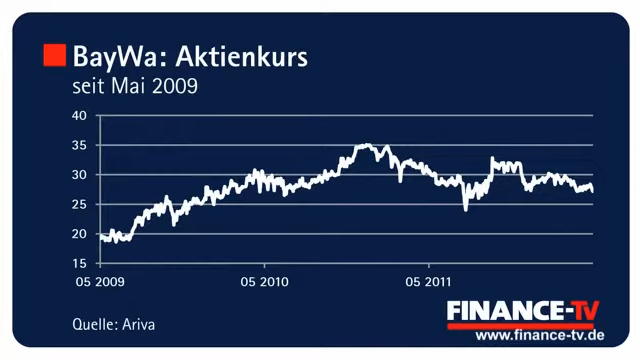 BayWa: Aktienkurs
seit Mai 2009
40
35
30
25
20
15
05 2009 05 2010 05 2011
Quelle: Ariva
FINANCE-TV
www.finance-tv.de